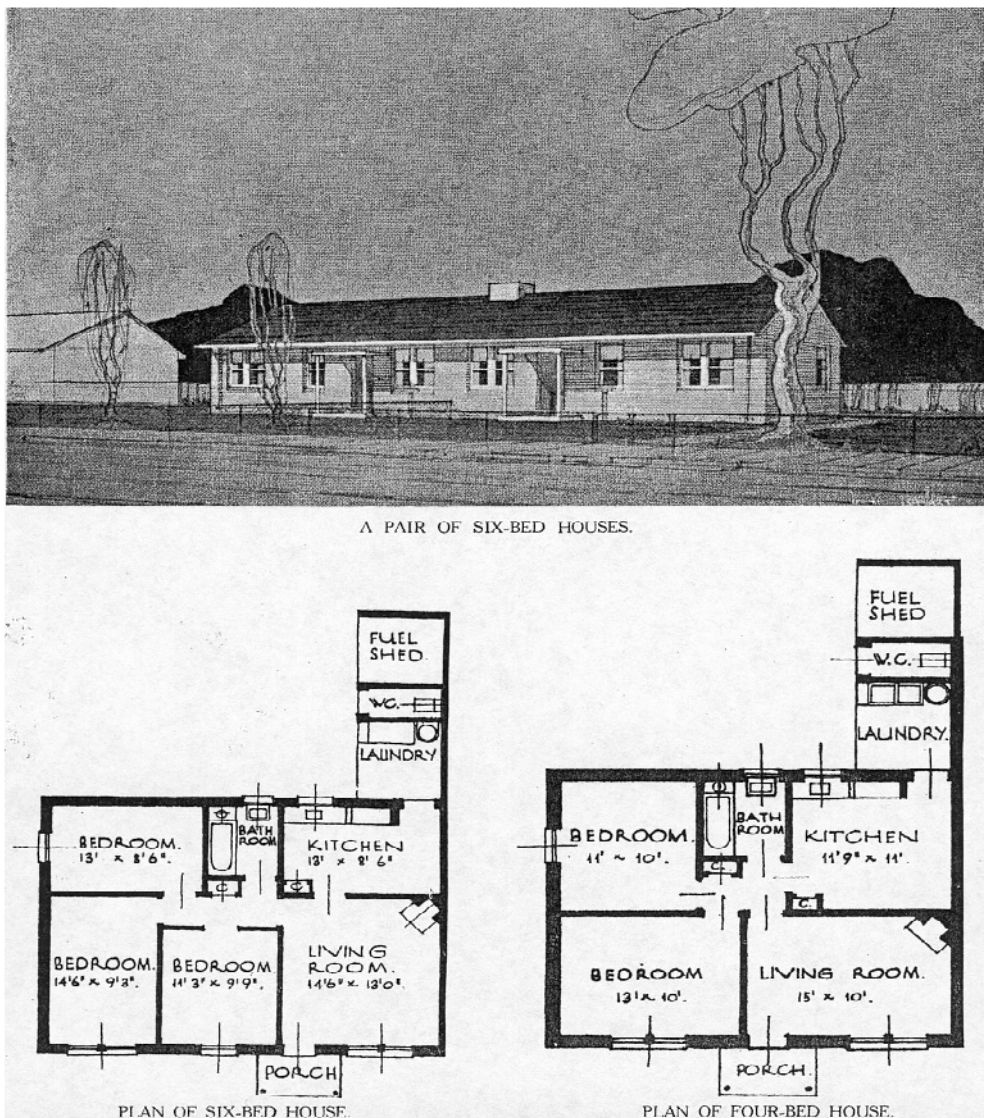 A PAIR OF SIX-BED HOUSES.
FUEL
SHED
W.C.
LAUNDRY
BEDROOM.
13' x 8'6".
BATH
ROOM
KITCHEN
13' x 8'6"
C
C
BEDROOM.
14'6" x 9'3".
BEDROOM
11'3" x 9'9".
LIVING
ROOM.
14'6" x 13'0".
PORCH
PLAN OF SIX-BED HOUSE.
FUEL
SHED
W.C.
LAUNDRY.
BEDROOM.
11' x 10'.
BATH
ROOM
KITCHEN
11'9" x 11'.
C.
C.
BEDROOM
13' x 10'.
LIVING ROOM.
15' x 10'.
PORCH.
PLAN OF FOUR-BED HOUSE.